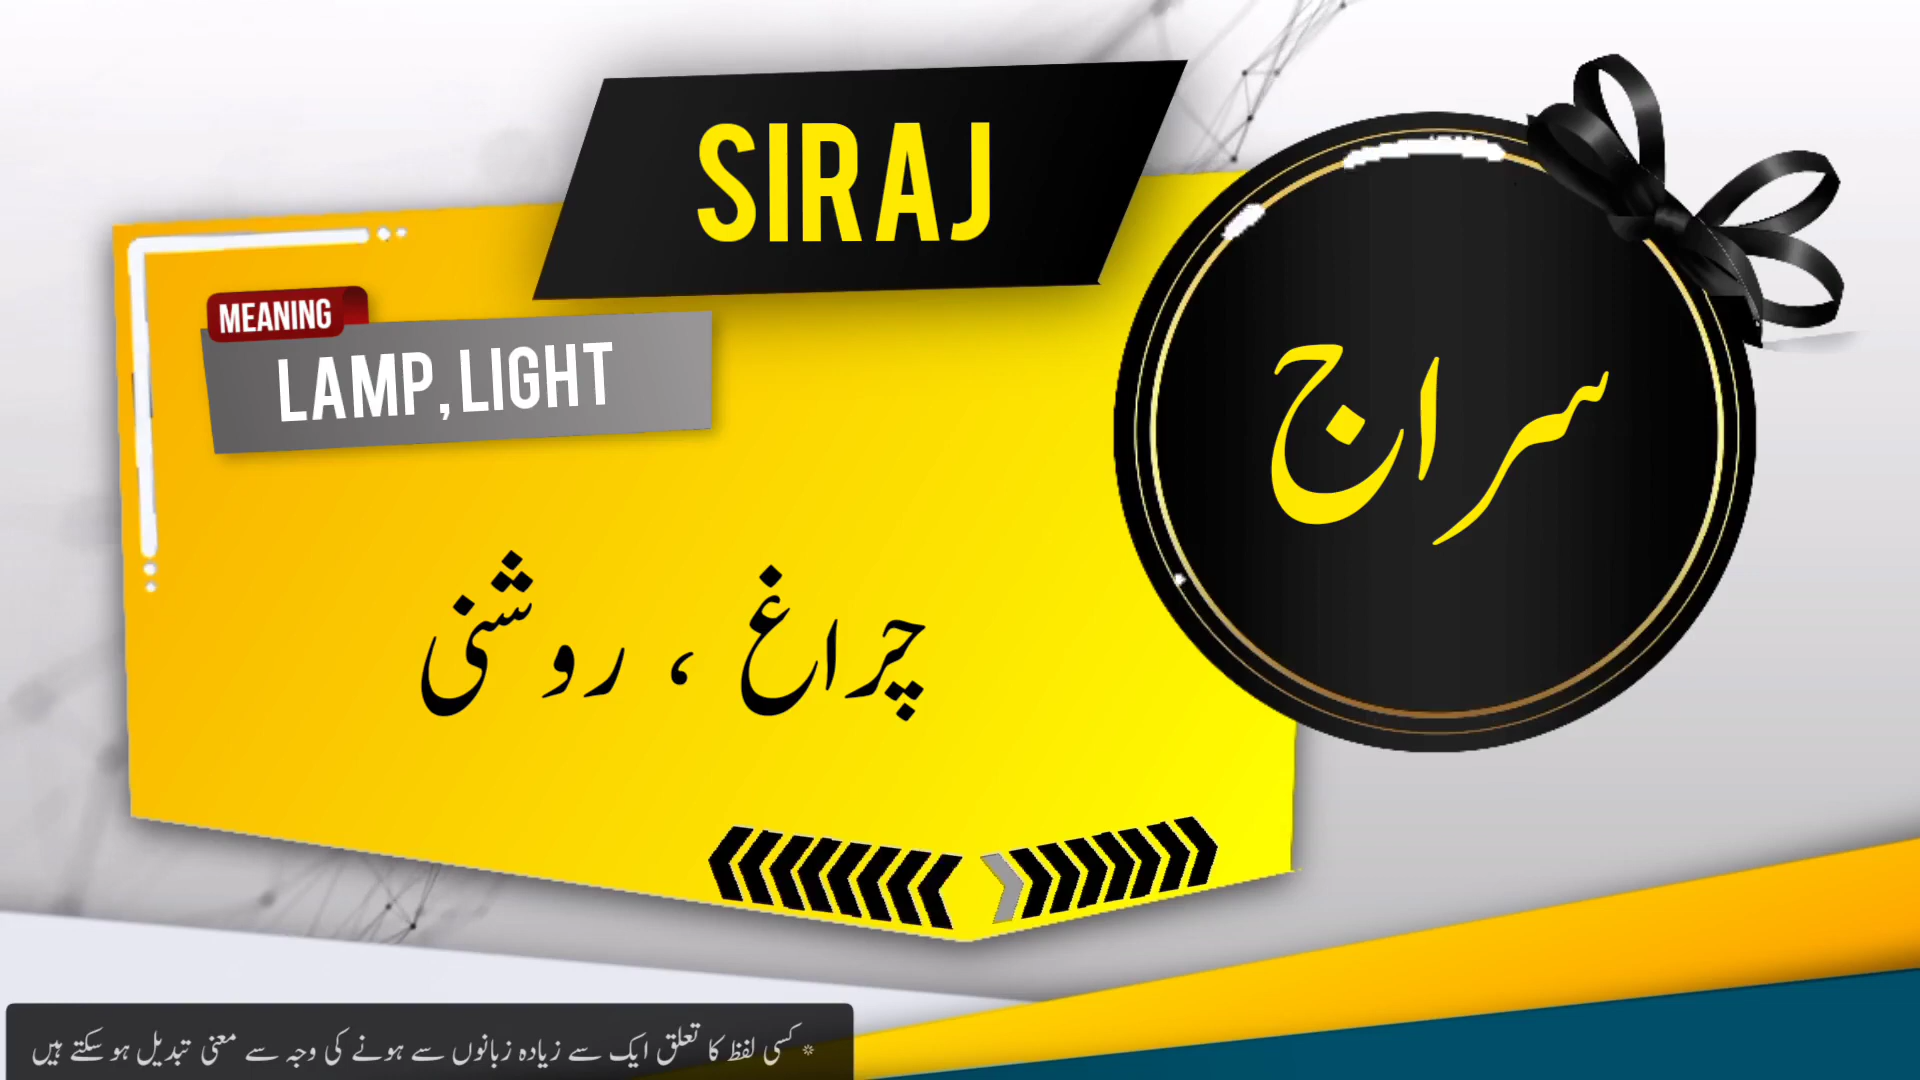 SIRAJ
سراج
MEANING
LAMP,LIGHT
چراغ ، روشنی
* کسی لفظ کا تعلق ایک سے زیادہ زبانوں سے ہونے کی وجہ سے معنی تبدیل ہو سکتے ہیں